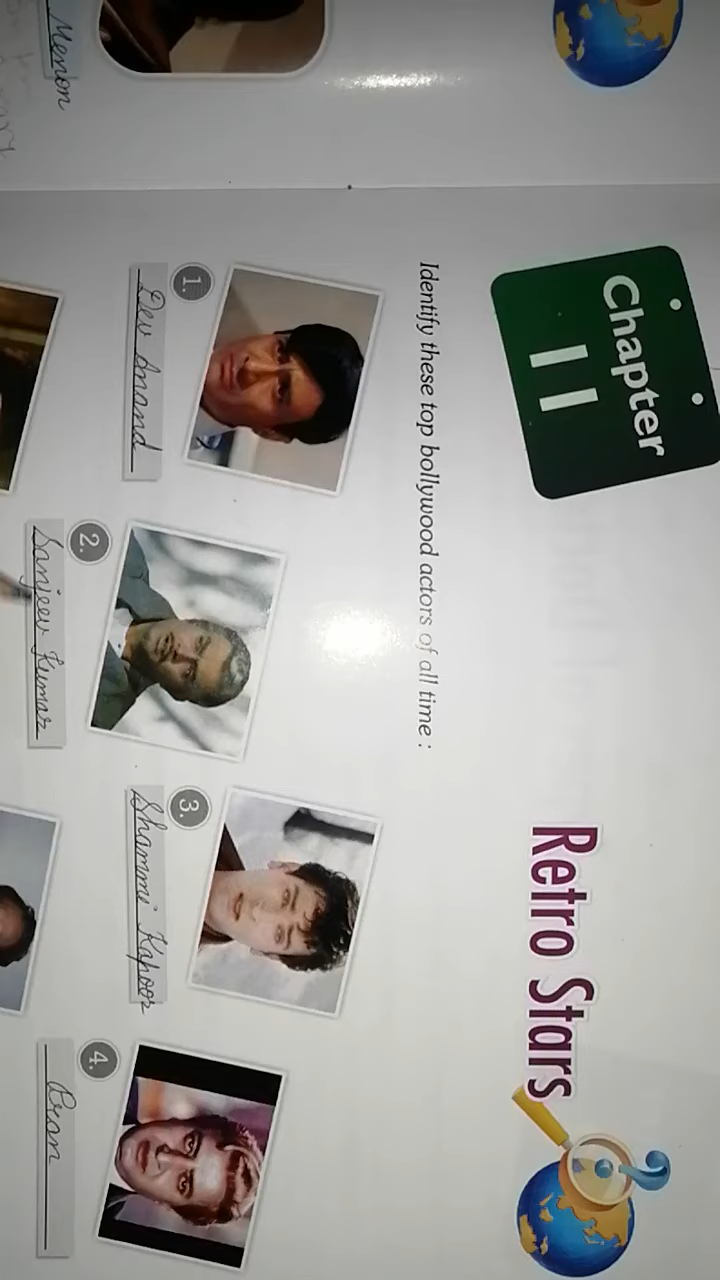 Menon
Chapter
11
Retro Stars
Identify these top bollywood actors of all time :
1.
Dev Anand
2.
Sanjeev Kumar
3.
Shammi Kapoor
4.
Pran